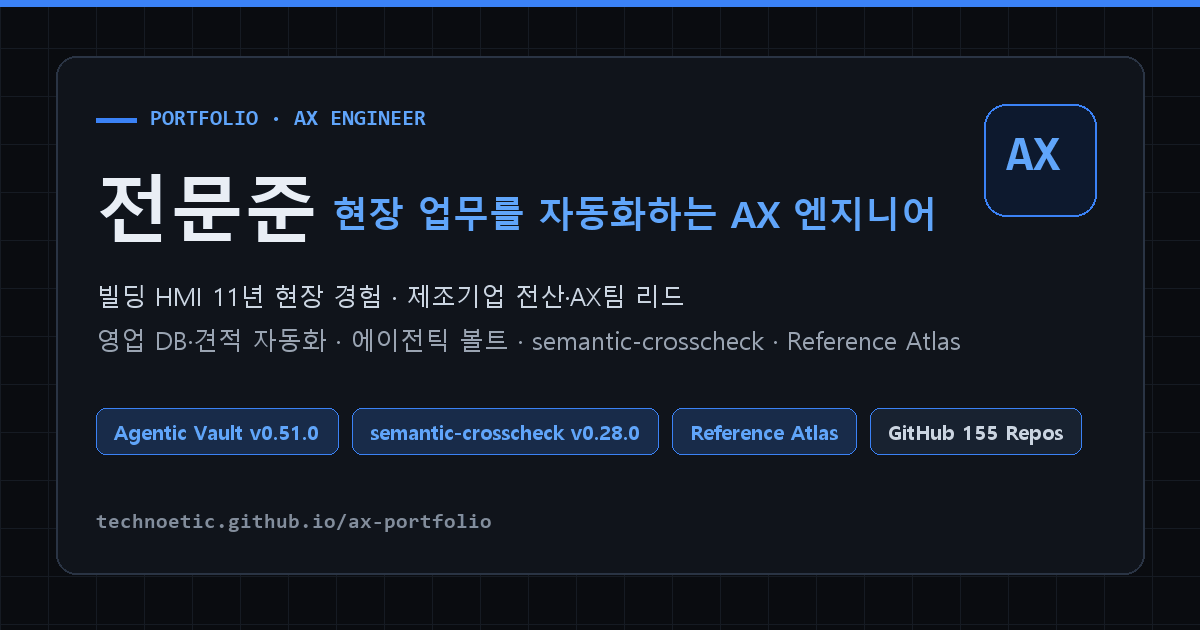 PORTFOLIO · AX ENGINEER
AX
전문준 현장 업무를 자동화하는 AX 엔지니어
빌딩 HMI 11년 현장 경험 · 제조기업 전산·AX팀 리드
영업 DB·견적 자동화 · 에이전틱 볼트 · semantic-crosscheck · Reference Atlas
Agentic Vault v0.51.0 semantic-crosscheck v0.28.0 Reference Atlas GitHub 155 Repos
technoetic.github.io/ax-portfolio